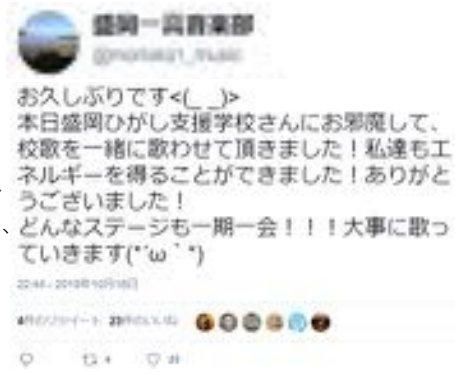 盛岡一高音楽部
お久しぶりです<(_ _)>
本日盛岡ひがし支援学校さんにお邪魔して、
校歌を一緒に歌わせて頂きました！私達もエ
ネルギーを得ることができました！ありがと
うございました！
どんなステージも一期一会！！！大事に歌っ
ていきます(*´ω｀*)